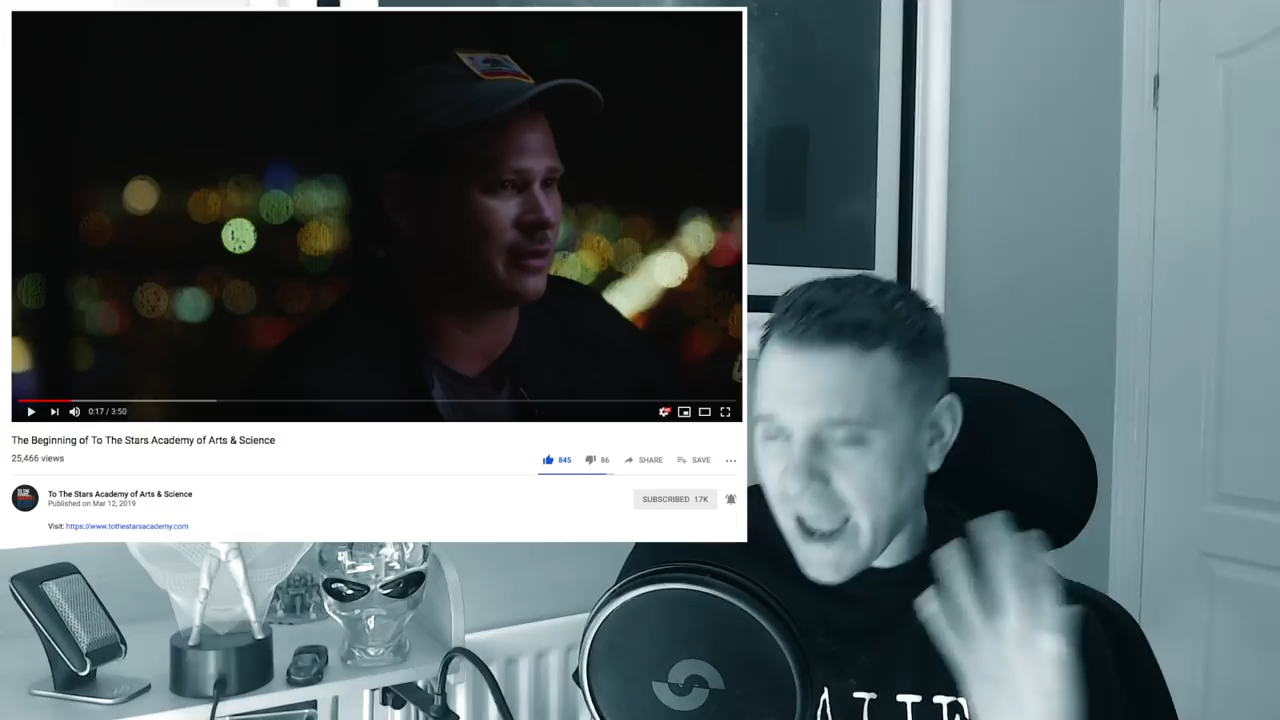 0:17 / 3:50
The Beginning of To The Stars Academy of Arts & Science
25,466 views
845
86
SHARE
SAVE
To The Stars Academy of Arts & Science
Published on Mar 12, 2019
SUBSCRIBED 17K
Visit: https://www.tothestarsacademy.com